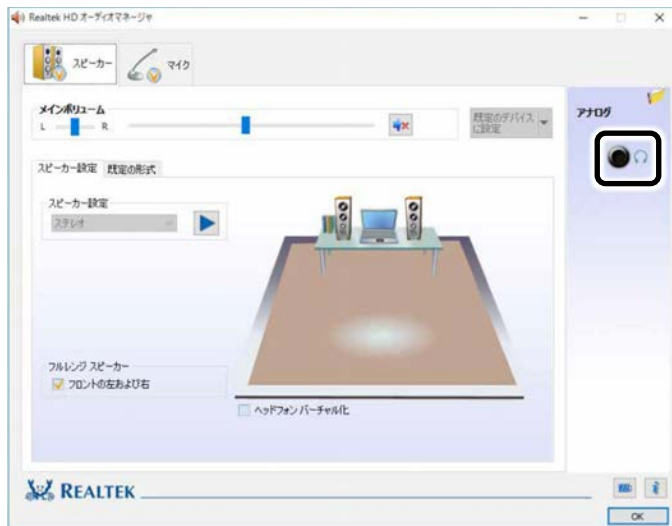 Realtek HD オーディオマネージャ
スピーカー
マイク
メインボリューム
L
R
既定のデバイス
に設定
アナログ
スピーカー設定
既定の形式
スピーカー設定
ステレオ
フルレンジ スピーカー
フロントの左および右
ヘッドフォン バーチャル化
REALTEK
OK